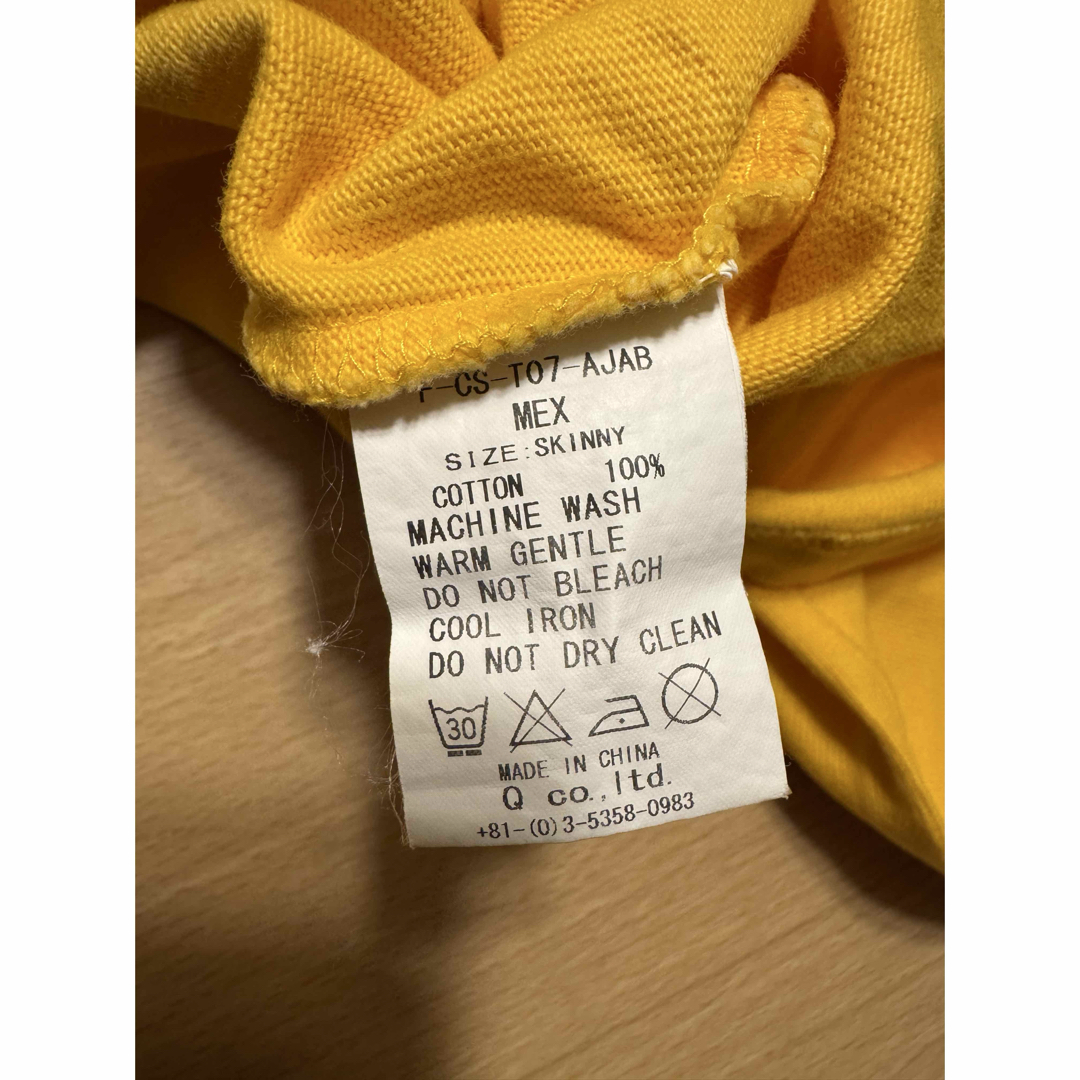 F-CS-T07-AJAB
MEX
SIZE:SKINNY
COTTON 100%
MACHINE WASH
WARM GENTLE
DO NOT BLEACH
COOL IRON
DO NOT DRY CLEAN
30
MADE IN CHINA
Q co.,ltd.
+81-(0)3-5358-0983